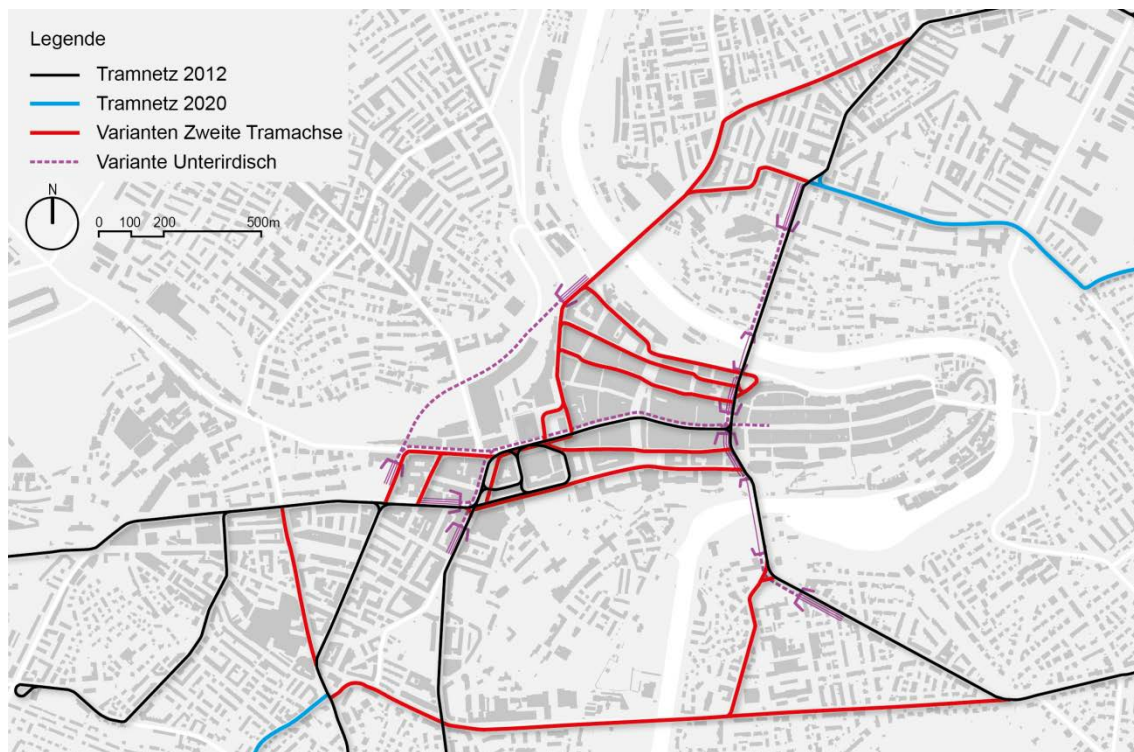 Legende
Tramnetz 2012
Tramnetz 2020
Varianten Zweite Tramachse
Variante Unterirdisch
N
0 100 200 500m